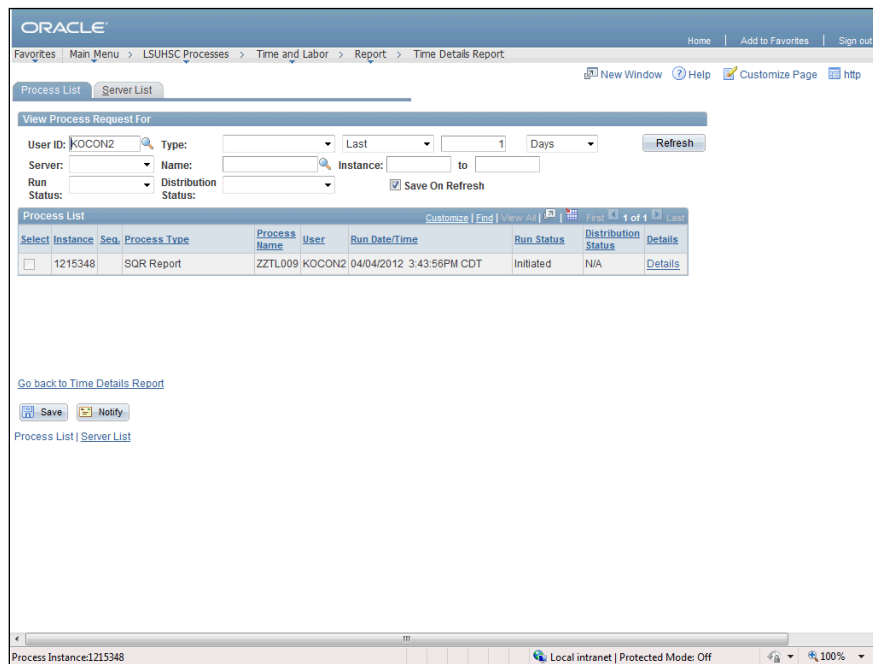 ORACLE
Home | Add to Favorites | Sign out
Favorites Main Menu > LSUHSC Processes > Time and Labor > Report > Time Details Report
New Window Help Customize Page http
Process List Server List
View Process Request For
User ID: KOCON2 Type: Last 1 Days Refresh
Server: Name: Instance: to
Run Status: Distribution Status: Save On Refresh
Process List Customize | Find | View All | First 1 of 1 Last
Select Instance Seq. Process Type Process Name User Run Date/Time Run Status Distribution Status Details
1215348 SQR Report ZZTL009 KOCON2 04/04/2012 3:43:56PM CDT Initiated N/A Details
Go back to Time Details Report
Save Notify
Process List | Server List
Process Instance:1215348 Local intranet | Protected Mode: Off 100%